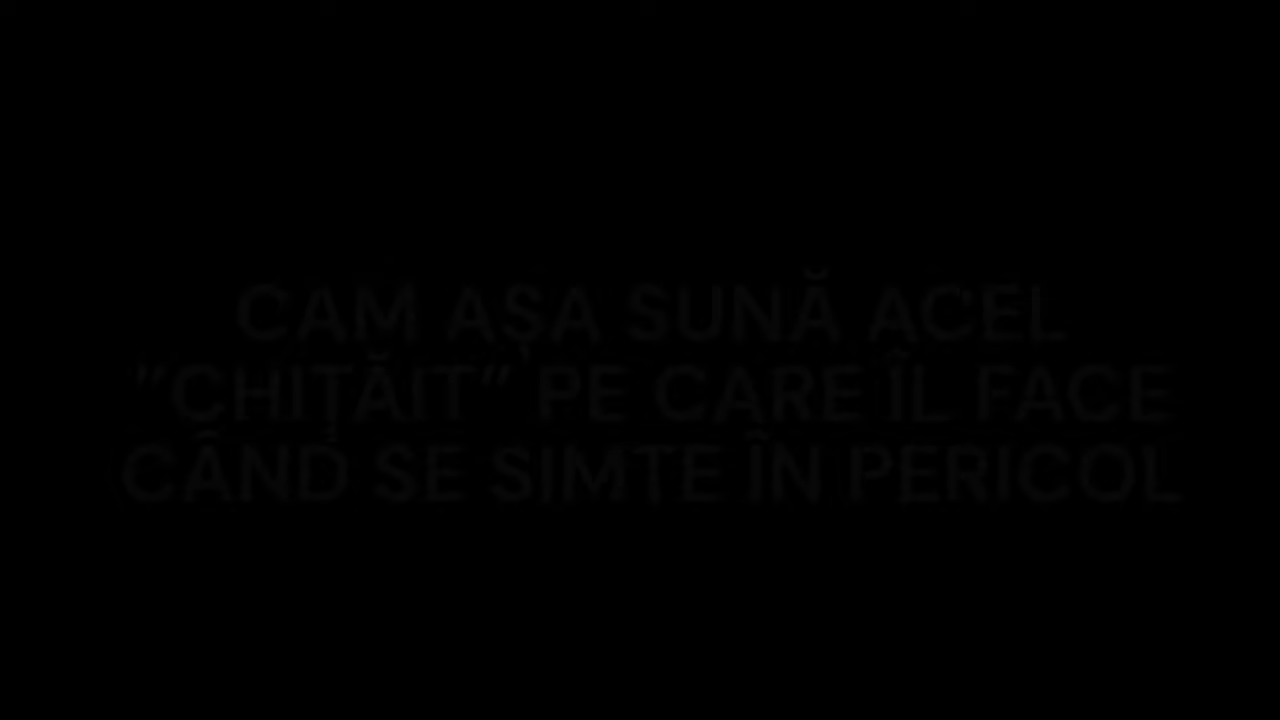 CAM AȘA SUNĂ ACEL
"CHIȚĂIT" PE CARE ÎL FACE
CÂND SE SIMTE ÎN PERICOL